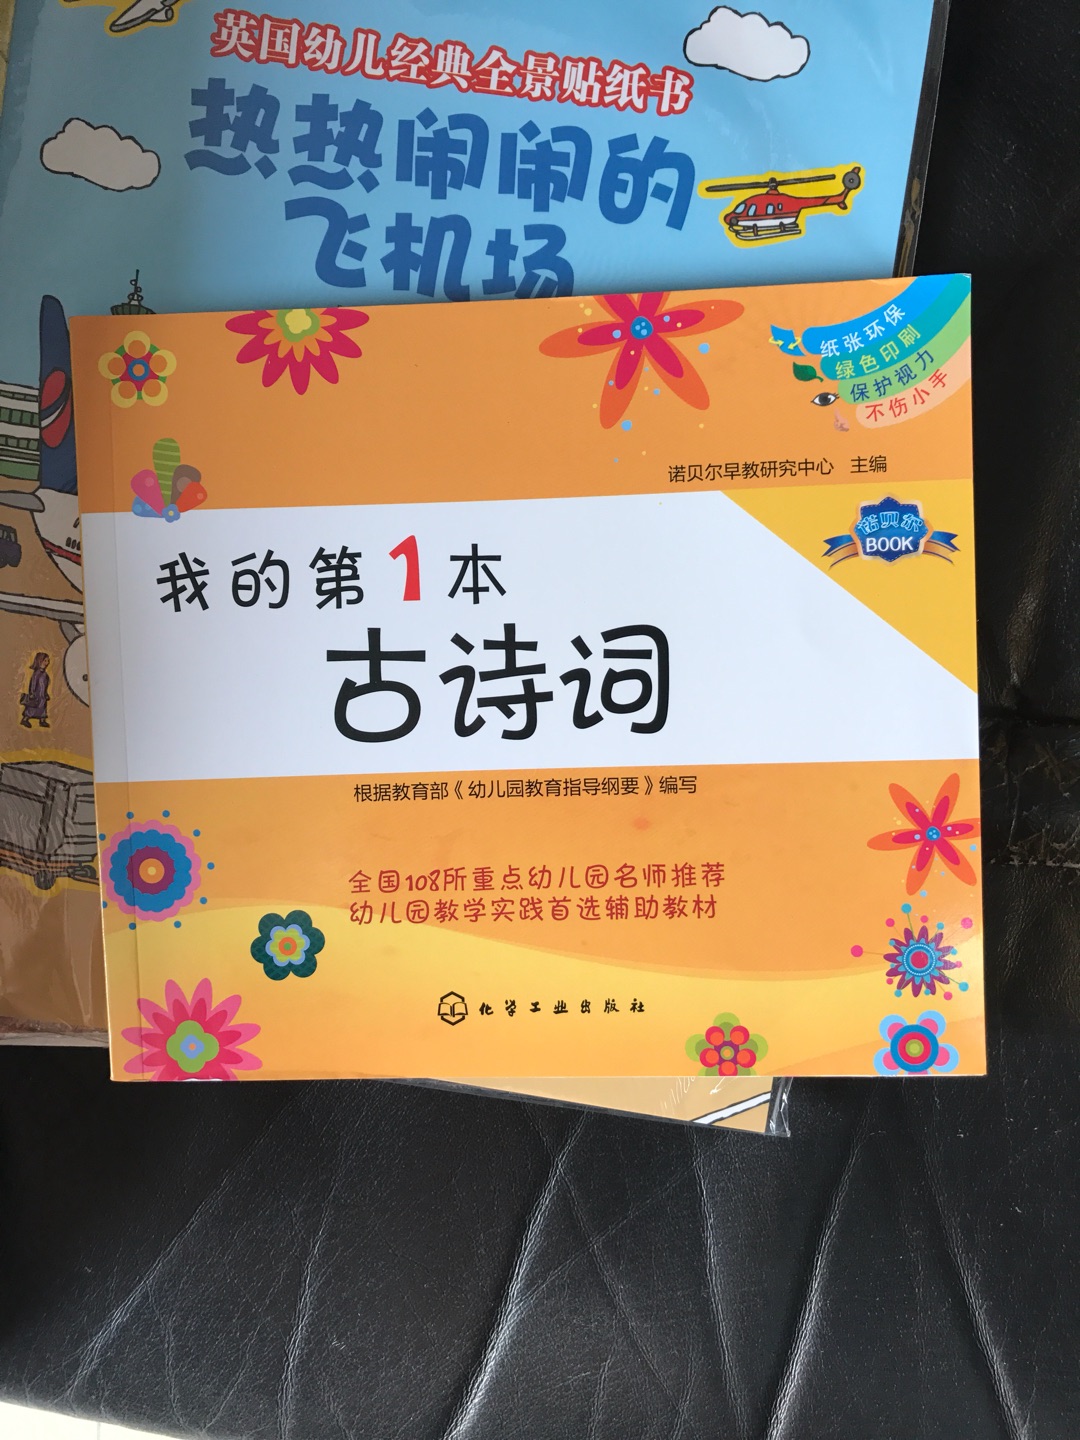 英国幼儿经典全景贴纸书
热热闹闹的
飞机场
纸张环保
绿色印刷
保护视力
不伤小手
诺贝尔早教研究中心 主编
诺贝尔
BOOK
我的第1本
古诗词
根据教育部《幼儿园教育指导纲要》编写
全国108所重点幼儿园名师推荐
幼儿园教学实践首选辅助教材
化学工业出版社